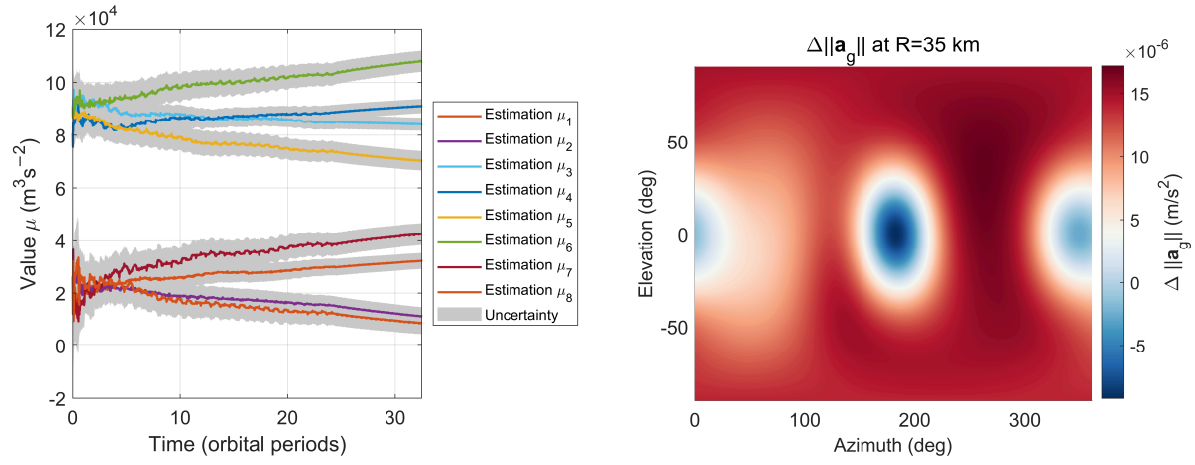 ×10⁴
12
10
8
6
4
2
0
-2
0
10
20
30
Value μ (m³s⁻²)
Time (orbital periods)
Estimation μ₁
Estimation μ₂
Estimation μ₃
Estimation μ₄
Estimation μ₅
Estimation μ₆
Estimation μ₇
Estimation μ₈
Uncertainty
Δ||a_g|| at R=35 km
50
0
-50
0
100
200
300
Elevation (deg)
Azimuth (deg)
×10⁻⁶
15
10
5
0
-5
Δ ||a_g|| (m/s²)